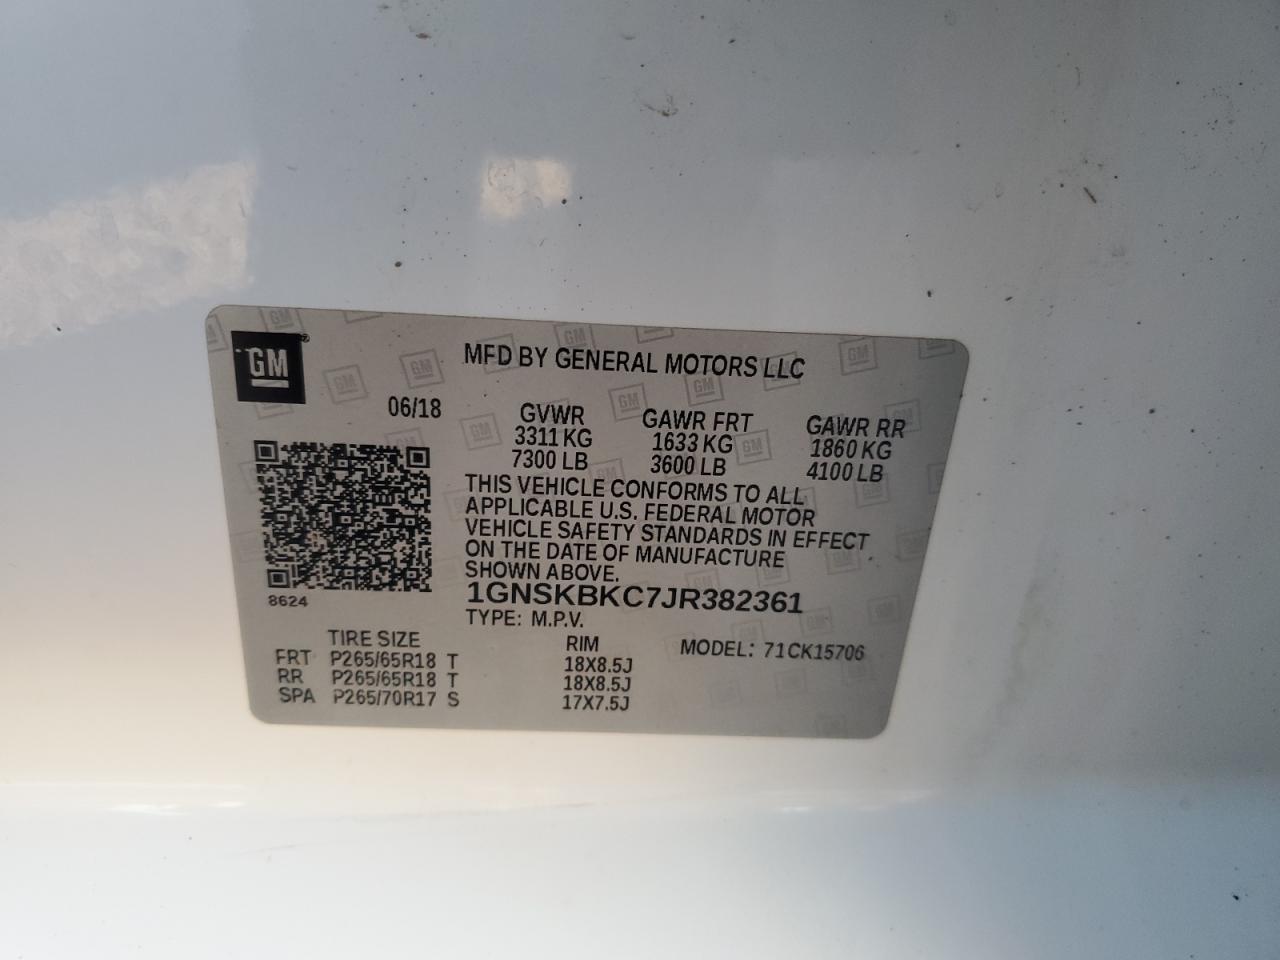 GM
MFD BY GENERAL MOTORS LLC
06/18
GVWR GAWR FRT GAWR RR
3311 KG 1633 KG 1860 KG
7300 LB 3600 LB 4100 LB
THIS VEHICLE CONFORMS TO ALL
APPLICABLE U.S. FEDERAL MOTOR
VEHICLE SAFETY STANDARDS IN EFFECT
ON THE DATE OF MANUFACTURE
SHOWN ABOVE.
8624
1GNSKBKC7JR382361
TYPE: M.P.V.
TIRE SIZE RIM MODEL: 71CK15706
FRT P265/65R18 T 18X8.5J
RR P265/65R18 T 18X8.5J
SPA P265/70R17 S 17X7.5J